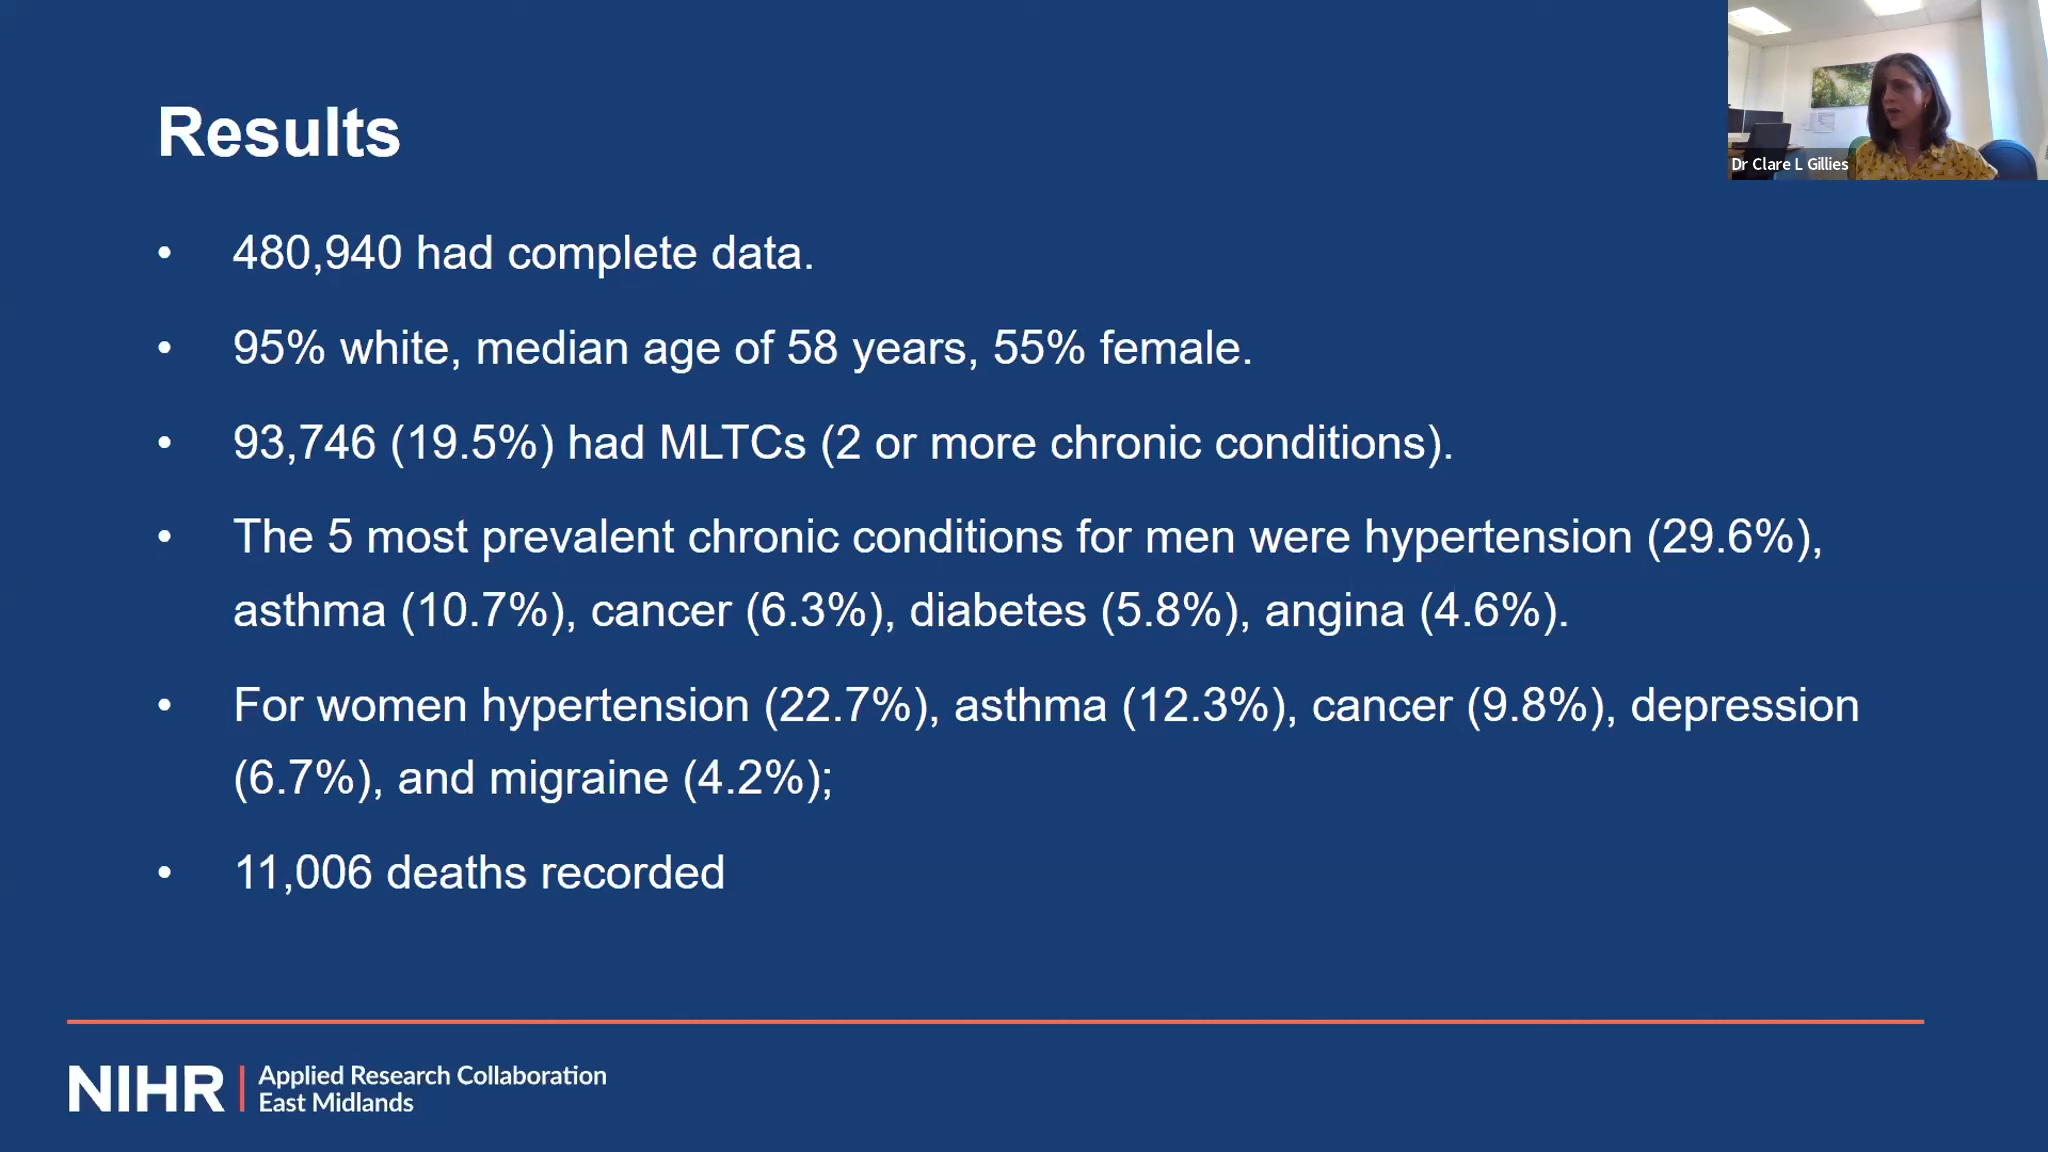 Results
Dr Clare L Gillies
• 480,940 had complete data.
• 95% white, median age of 58 years, 55% female.
• 93,746 (19.5%) had MLTCs (2 or more chronic conditions).
• The 5 most prevalent chronic conditions for men were hypertension (29.6%),
asthma (10.7%), cancer (6.3%), diabetes (5.8%), angina (4.6%).
• For women hypertension (22.7%), asthma (12.3%), cancer (9.8%), depression
(6.7%), and migraine (4.2%);
• 11,006 deaths recorded
NIHR | Applied Research Collaboration
East Midlands